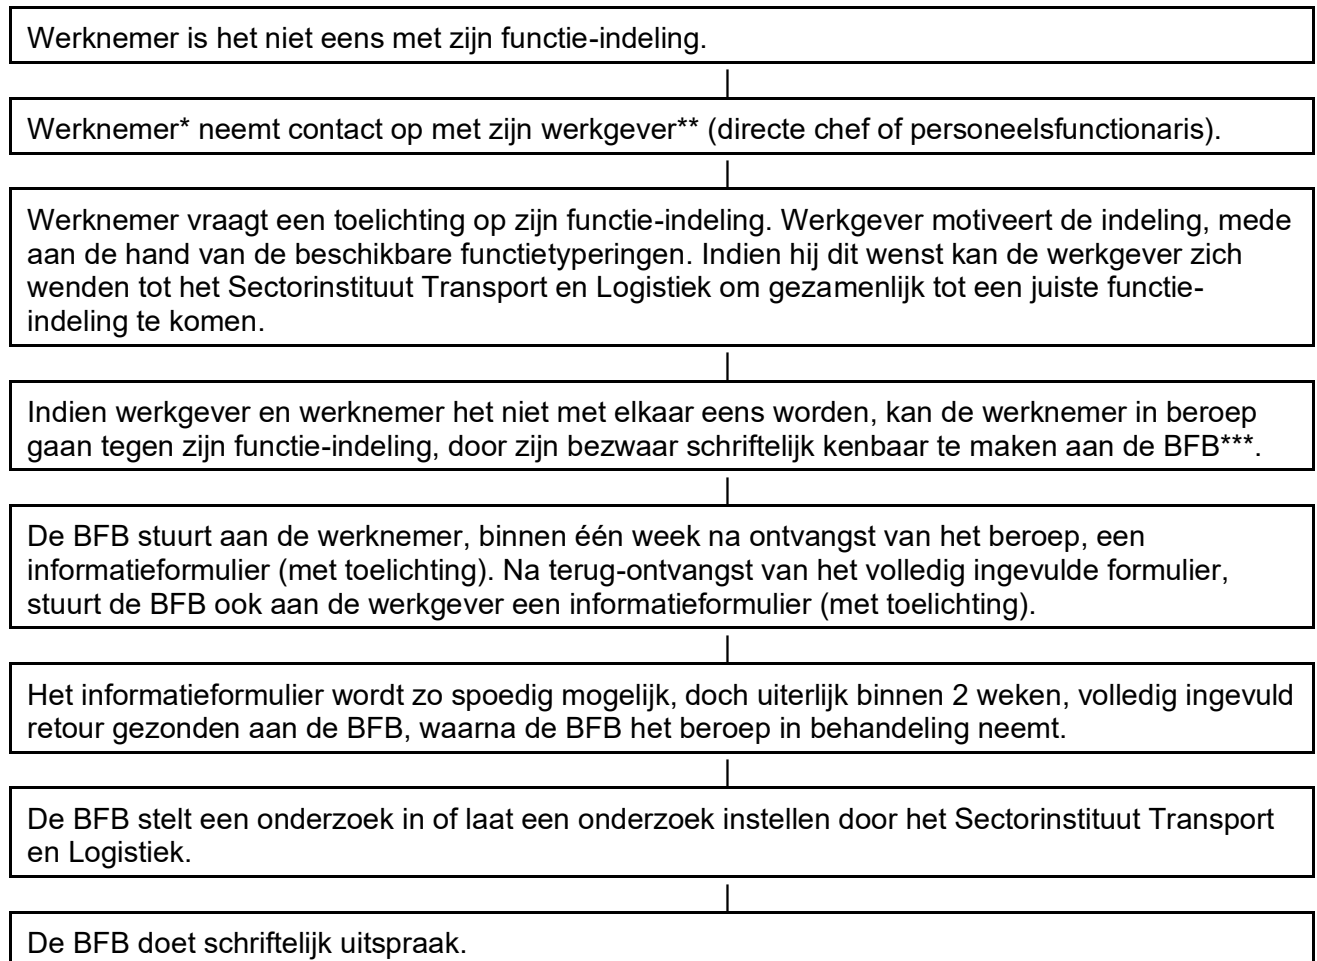 Werknemer is het niet eens met zijn functie-indeling.
Werknemer* neemt contact op met zijn werkgever** (directe chef of personeelsfunctionaris).
Werknemer vraagt een toelichting op zijn functie-indeling. Werkgever motiveert de indeling, mede
aan de hand van de beschikbare functietyperingen. Indien hij dit wenst kan de werkgever zich
wenden tot het Sectorinstituut Transport en Logistiek om gezamenlijk tot een juiste functie-
indeling te komen.
Indien werkgever en werknemer het niet met elkaar eens worden, kan de werknemer in beroep
gaan tegen zijn functie-indeling, door zijn bezwaar schriftelijk kenbaar te maken aan de BFB***.
De BFB stuurt aan de werknemer, binnen één week na ontvangst van het beroep, een
informatieformulier (met toelichting). Na terug-ontvangst van het volledig ingevulde formulier,
stuurt de BFB ook aan de werkgever een informatieformulier (met toelichting).
Het informatieformulier wordt zo spoedig mogelijk, doch uiterlijk binnen 2 weken, volledig ingevuld
retour gezonden aan de BFB, waarna de BFB het beroep in behandeling neemt.
De BFB stelt een onderzoek in of laat een onderzoek instellen door het Sectorinstituut Transport
en Logistiek.
De BFB doet schriftelijk uitspraak.